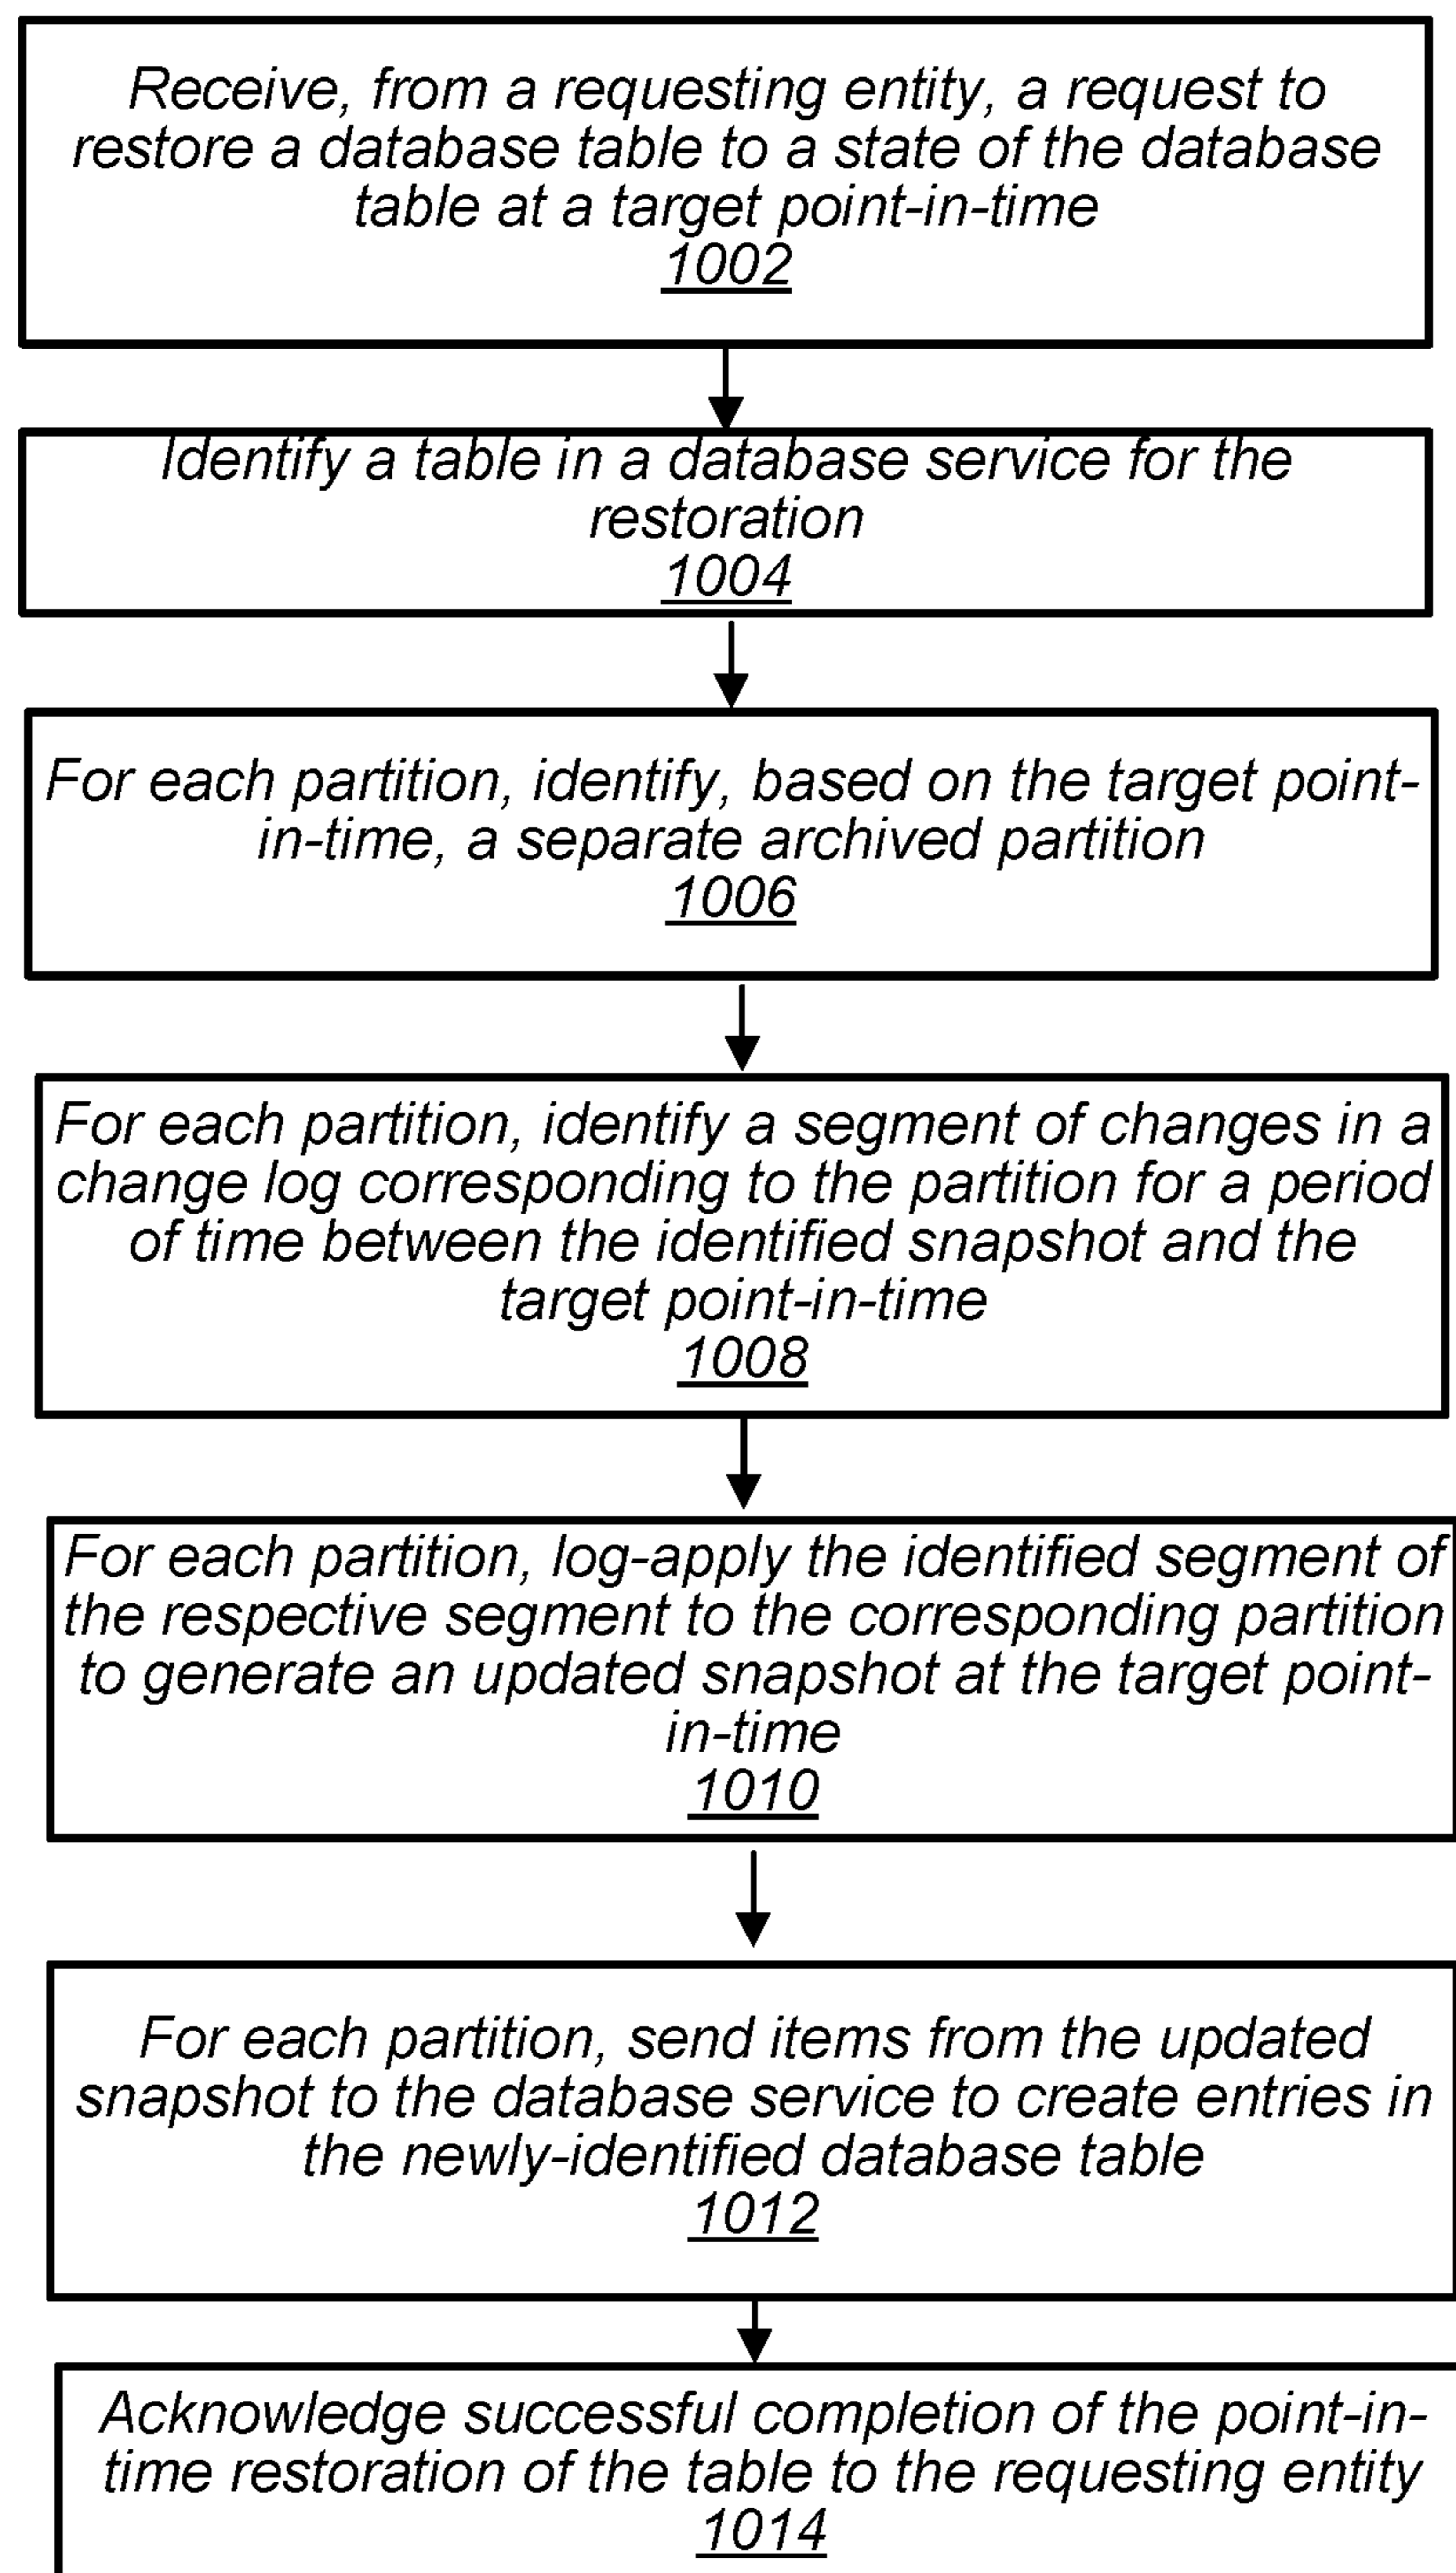 Receive, from a requesting entity, a request to
restore a database table to a state of the database
table at a target point-in-time
1002
Identify a table in a database service for the
restoration
1004
For each partition, identify, based on the target point-
in-time, a separate archived partition
1006
For each partition, identify a segment of changes in a
change log corresponding to the partition for a period
of time between the identified snapshot and the
target point-in-time
1008
For each partition, log-apply the identified segment of
the respective segment to the corresponding partition
to generate an updated snapshot at the target point-
in-time
1010
For each partition, send items from the updated
snapshot to the database service to create entries in
the newly-identified database table
1012
Acknowledge successful completion of the point-in-
time restoration of the table to the requesting entity
1014